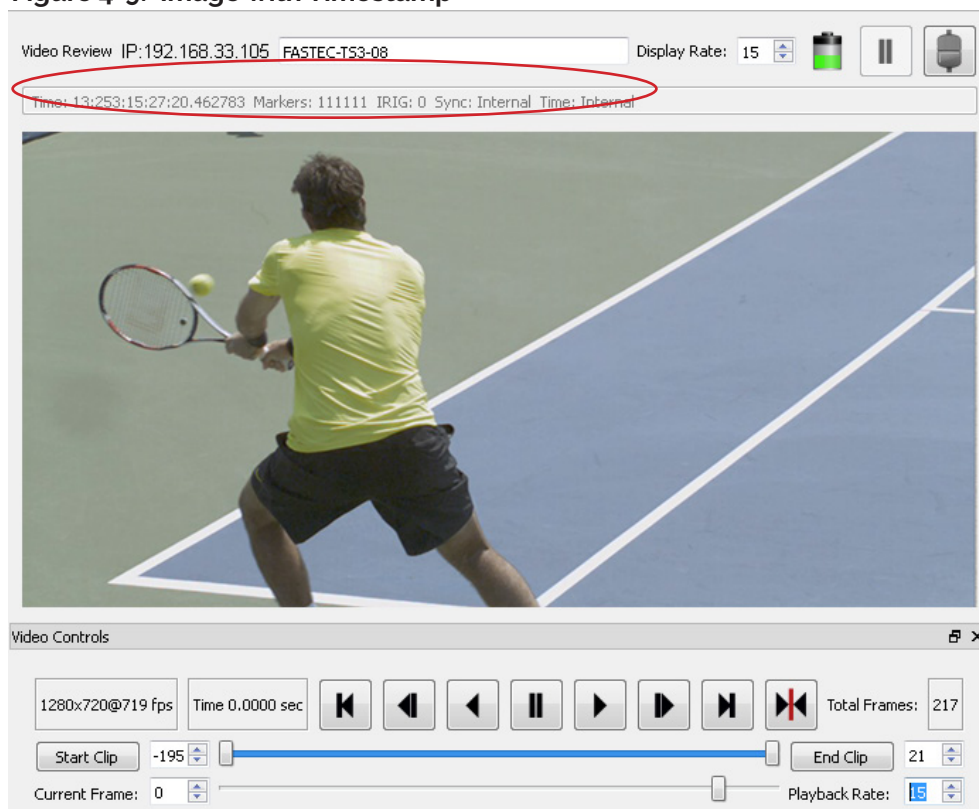 Video Review IP:192.168.33.105 FASTEC-TS3-08 Display Rate: 15
Time: 13:253:15:27:20.462783 Markers: 111111 IRIG: 0 Sync: Internal Time: Internal
Video Controls
1280x720@719 fps Time 0.0000 sec Total Frames: 217
Start Clip -195 End Clip 21
Current Frame: 0 Playback Rate: 15